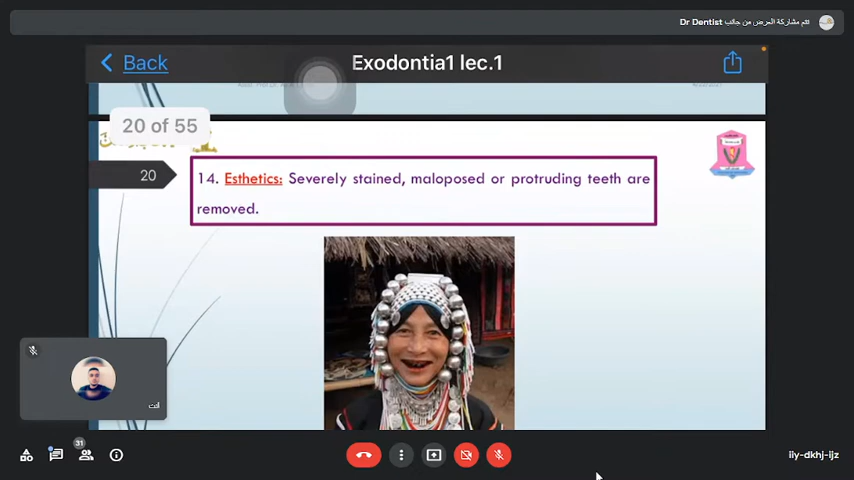 تتم مشاركة العرض من جانب Dr Dentist
Back
Exodontia1 lec.1
20 of 55
20
14. Esthetics: Severely stained, maloposed or protruding teeth are
removed.
أنت
31
iiy-dkhj-ijz